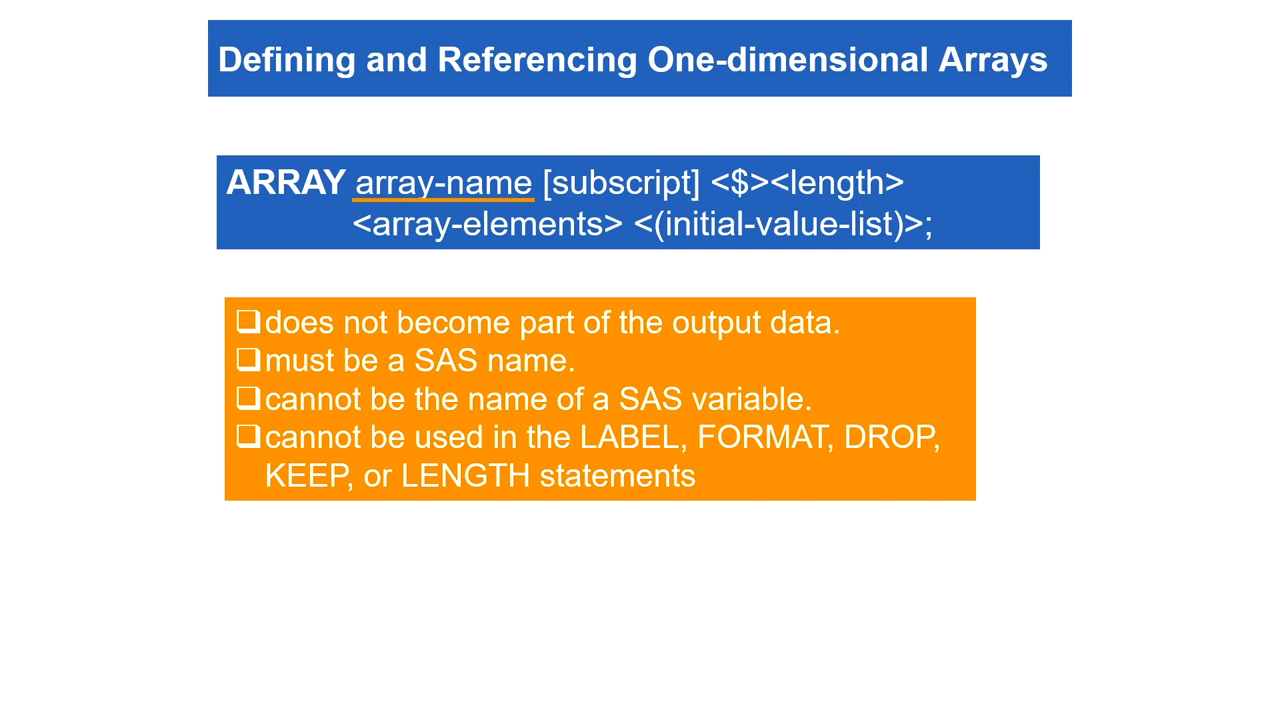 Defining and Referencing One-dimensional Arrays
ARRAY array-name [subscript] <$><length>
<array-elements> <(initial-value-list)>;
❑does not become part of the output data.
❑must be a SAS name.
❑cannot be the name of a SAS variable.
❑cannot be used in the LABEL, FORMAT, DROP,
KEEP, or LENGTH statements